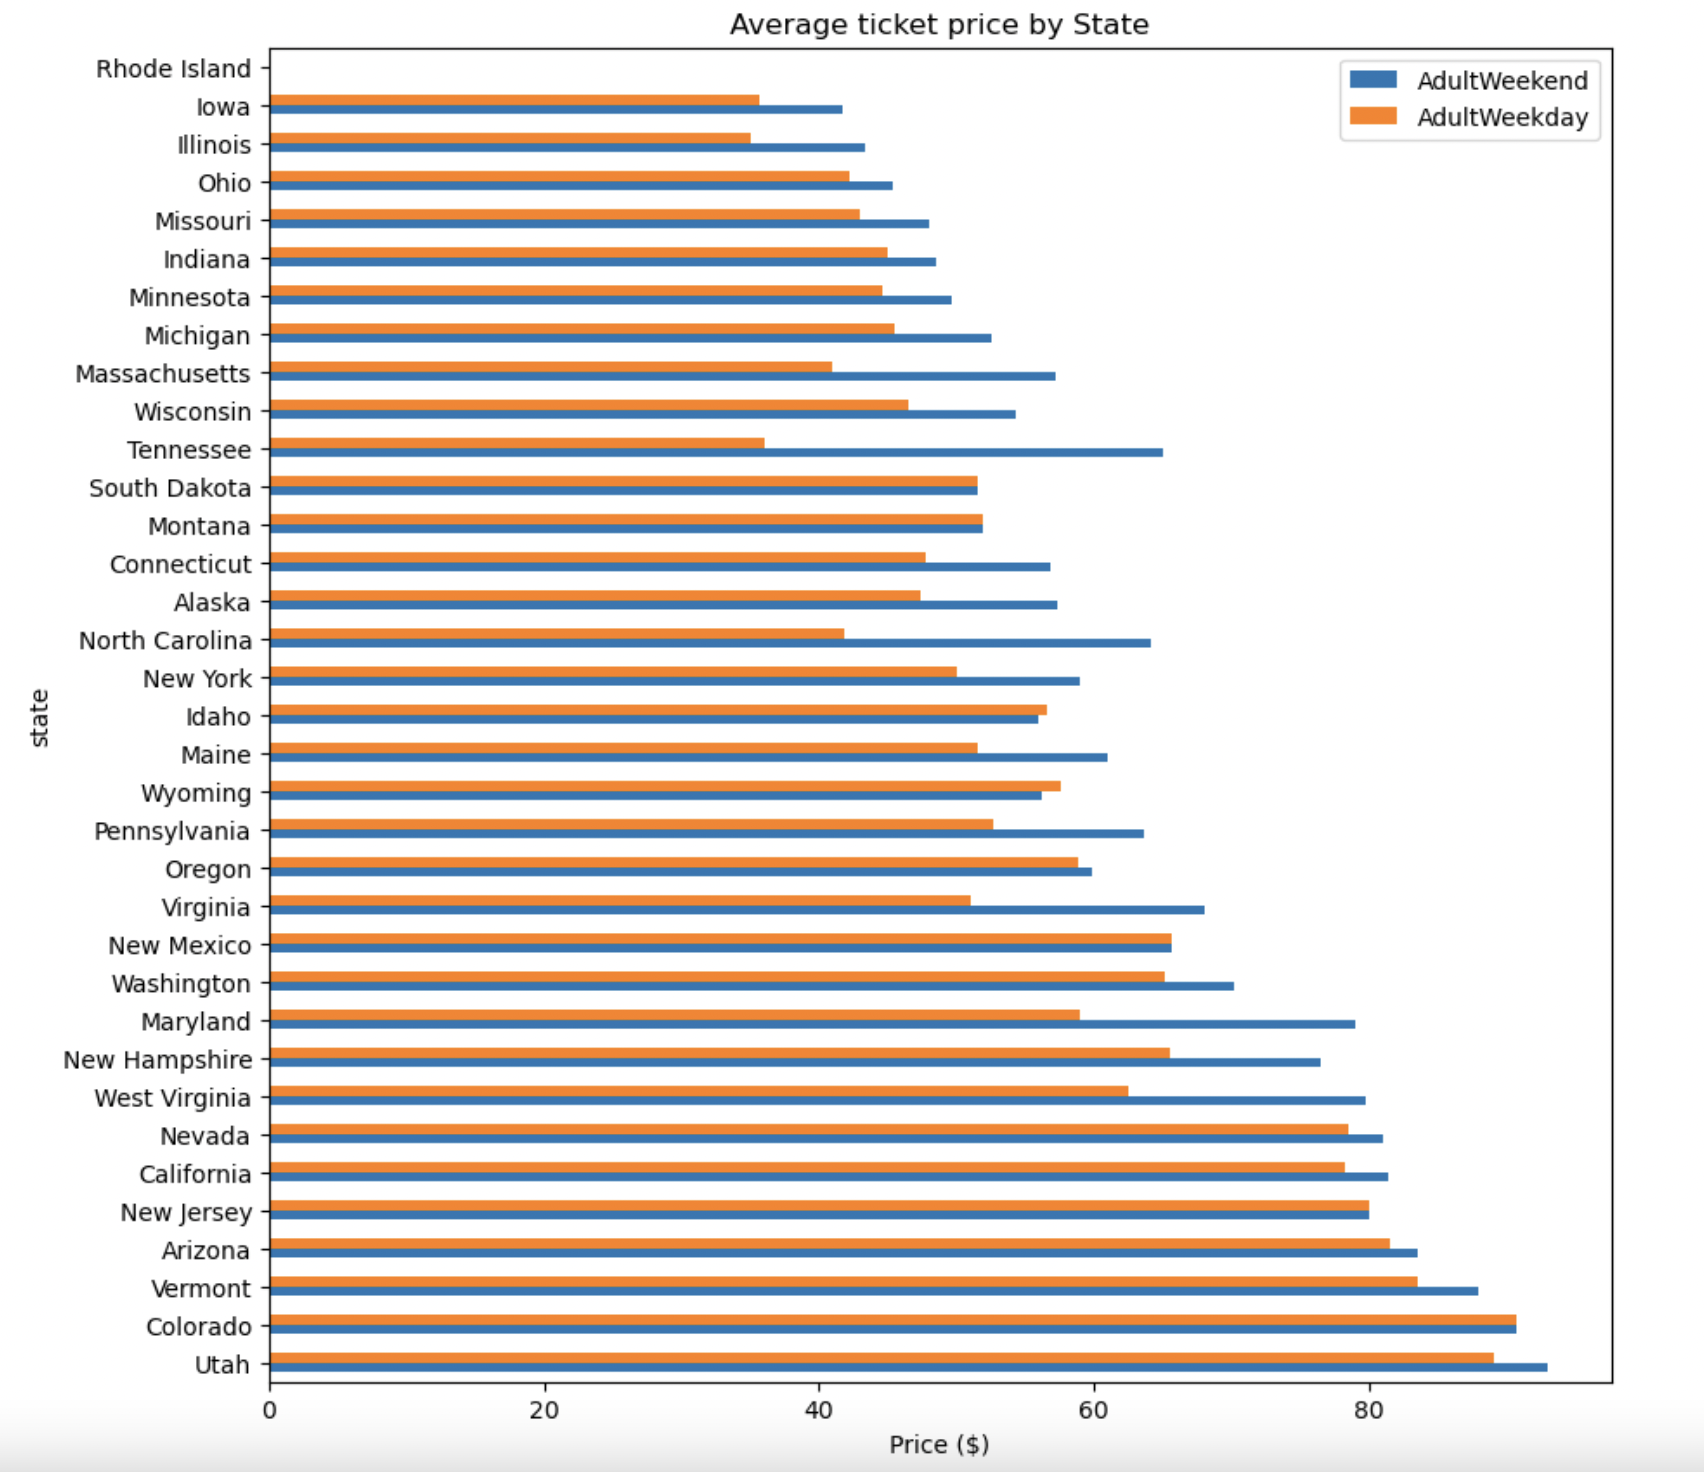 Average ticket price by State
AdultWeekend
AdultWeekday
Rhode Island
Iowa
Illinois
Ohio
Missouri
Indiana
Minnesota
Michigan
Massachusetts
Wisconsin
Tennessee
South Dakota
Montana
Connecticut
Alaska
North Carolina
New York
Idaho
Maine
Wyoming
Pennsylvania
Oregon
Virginia
New Mexico
Washington
Maryland
New Hampshire
West Virginia
Nevada
California
New Jersey
Arizona
Vermont
Colorado
Utah
state
0 20 40 60 80
Price ($)